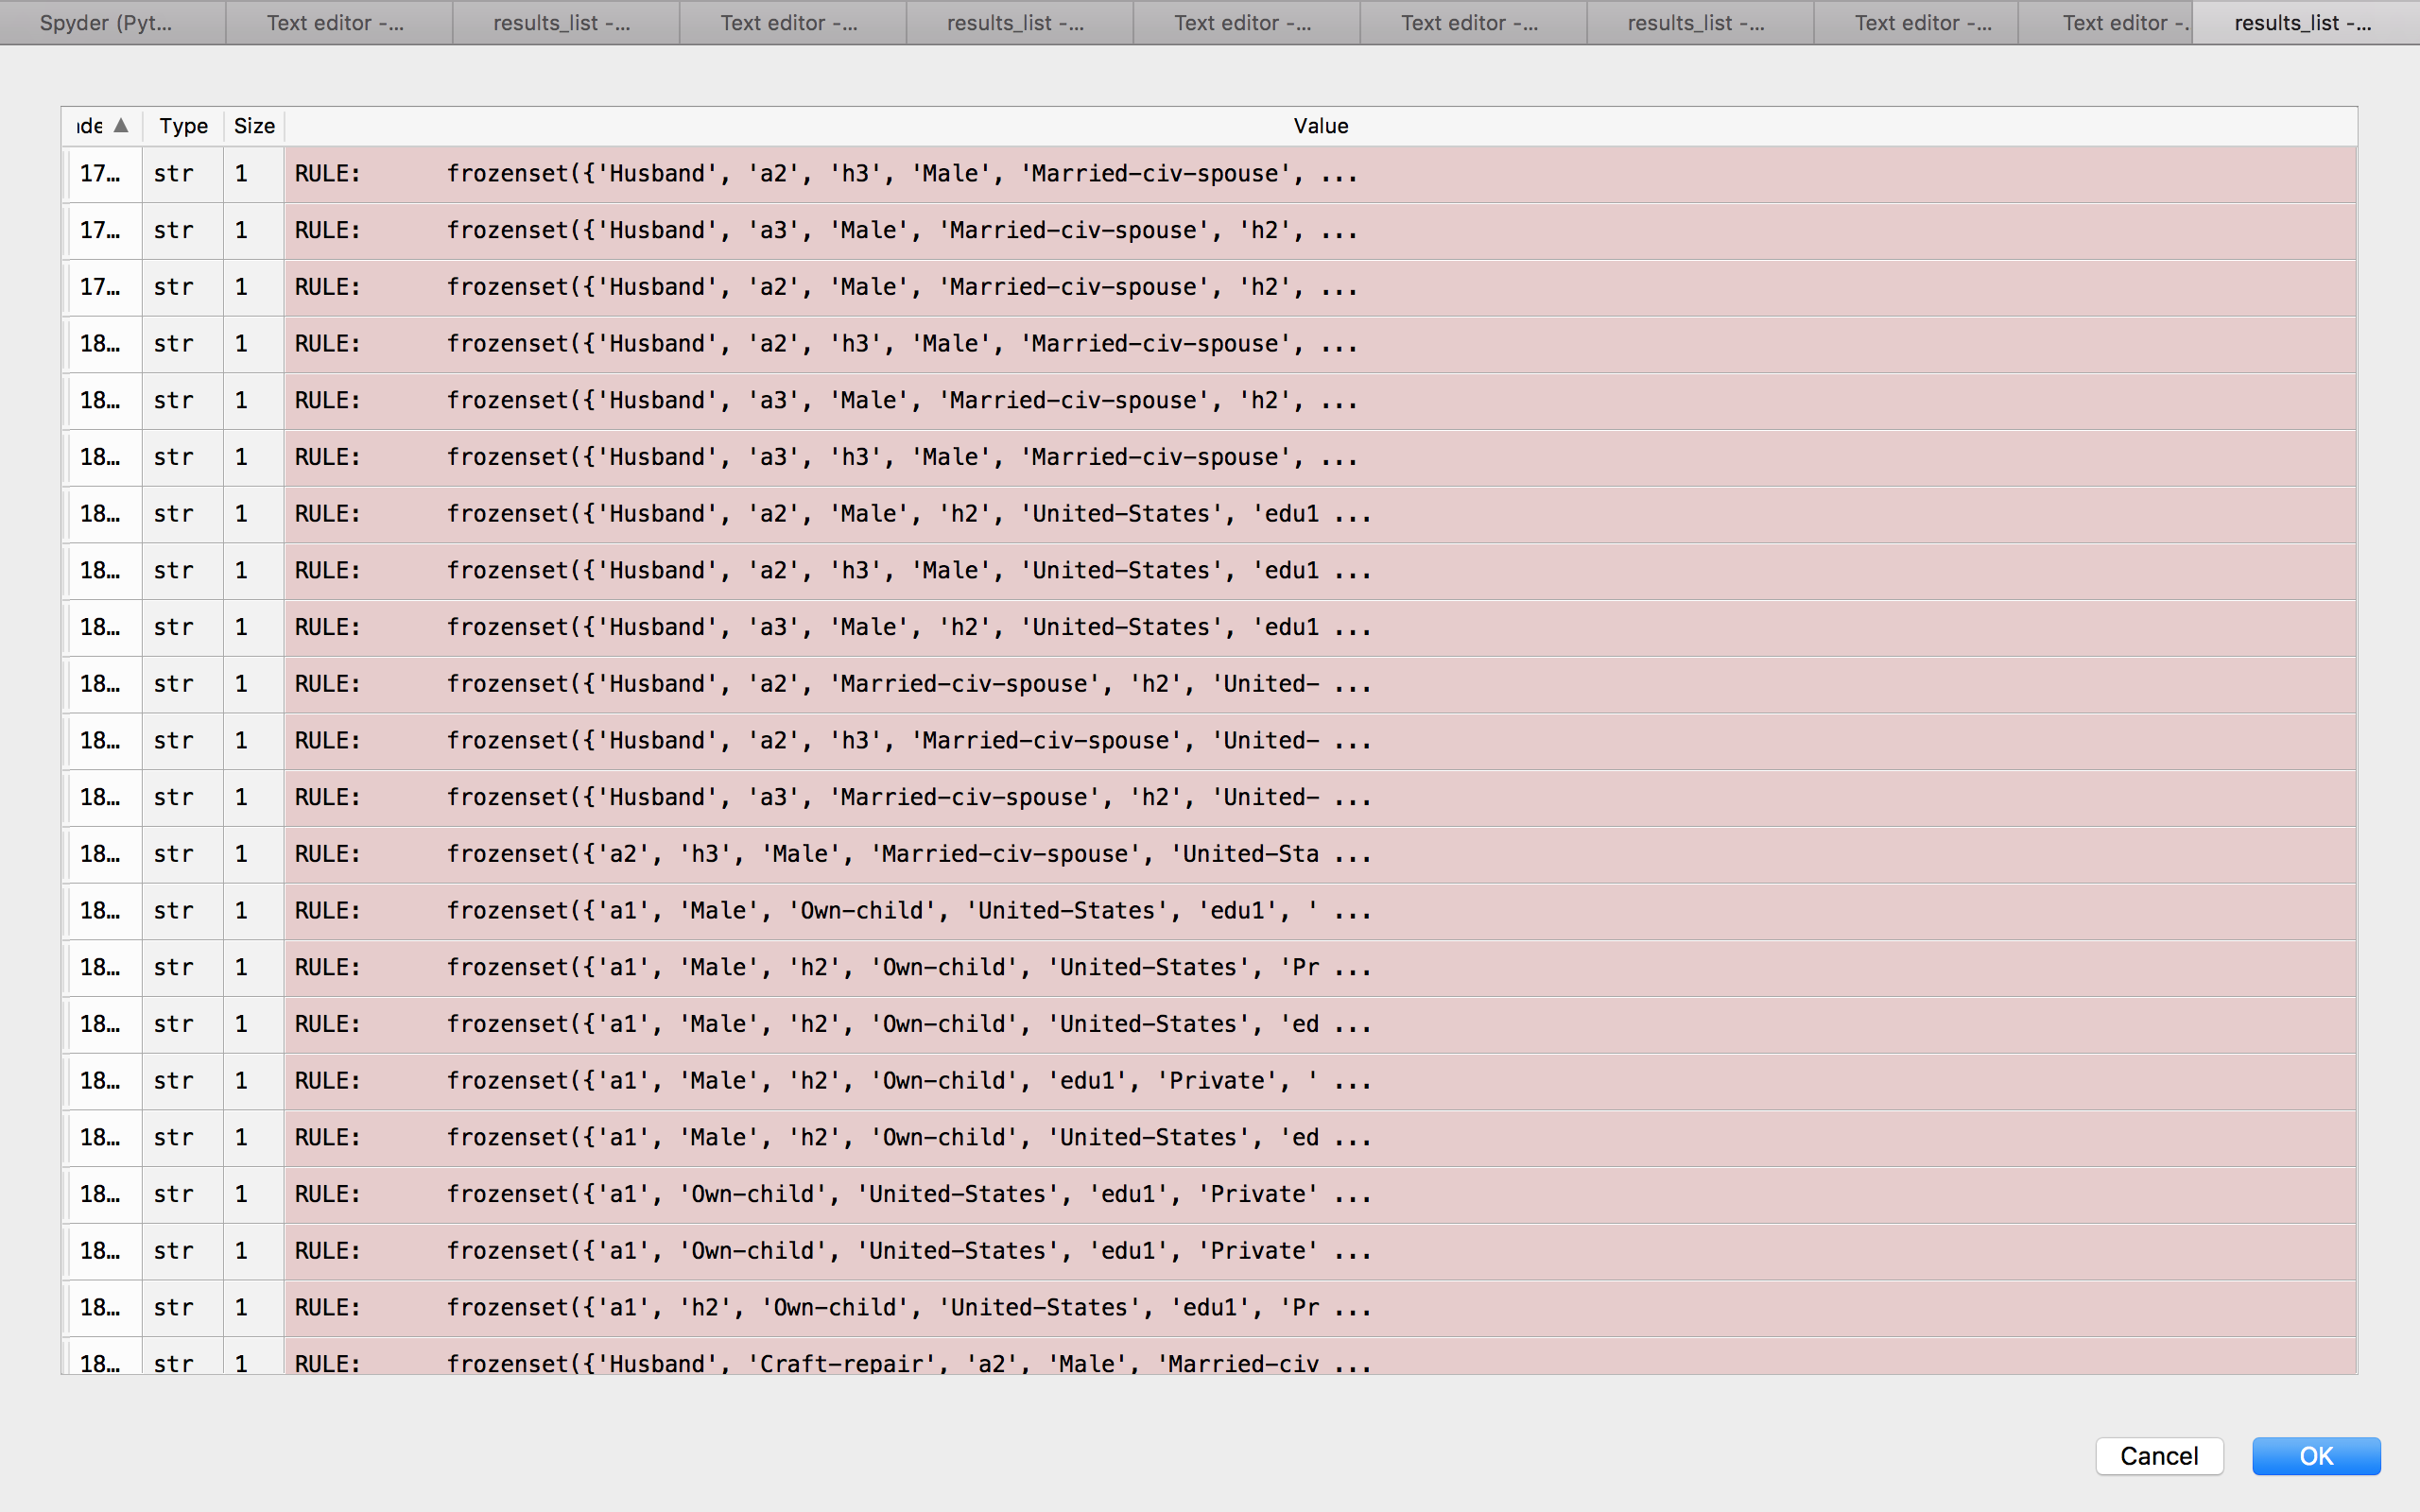 Spyder (Pyt... Text editor -... results_list -... Text editor -... results_list -... Text editor -... Text editor -... results_list -... Text editor -... Text editor -. results_list -...
ıde ▲ Type Size Value
17... str 1 RULE: frozenset({'Husband', 'a2', 'h3', 'Male', 'Married-civ-spouse', ...
17... str 1 RULE: frozenset({'Husband', 'a3', 'Male', 'Married-civ-spouse', 'h2', ...
17... str 1 RULE: frozenset({'Husband', 'a2', 'Male', 'Married-civ-spouse', 'h2', ...
18... str 1 RULE: frozenset({'Husband', 'a2', 'h3', 'Male', 'Married-civ-spouse', ...
18... str 1 RULE: frozenset({'Husband', 'a3', 'Male', 'Married-civ-spouse', 'h2', ...
18... str 1 RULE: frozenset({'Husband', 'a3', 'h3', 'Male', 'Married-civ-spouse', ...
18... str 1 RULE: frozenset({'Husband', 'a2', 'Male', 'h2', 'United-States', 'edu1 ...
18... str 1 RULE: frozenset({'Husband', 'a2', 'h3', 'Male', 'United-States', 'edu1 ...
18... str 1 RULE: frozenset({'Husband', 'a3', 'Male', 'h2', 'United-States', 'edu1 ...
18... str 1 RULE: frozenset({'Husband', 'a2', 'Married-civ-spouse', 'h2', 'United- ...
18... str 1 RULE: frozenset({'Husband', 'a2', 'h3', 'Married-civ-spouse', 'United- ...
18... str 1 RULE: frozenset({'Husband', 'a3', 'Married-civ-spouse', 'h2', 'United- ...
18... str 1 RULE: frozenset({'a2', 'h3', 'Male', 'Married-civ-spouse', 'United-Sta ...
18... str 1 RULE: frozenset({'a1', 'Male', 'Own-child', 'United-States', 'edu1', ' ...
18... str 1 RULE: frozenset({'a1', 'Male', 'h2', 'Own-child', 'United-States', 'Pr ...
18... str 1 RULE: frozenset({'a1', 'Male', 'h2', 'Own-child', 'United-States', 'ed ...
18... str 1 RULE: frozenset({'a1', 'Male', 'h2', 'Own-child', 'edu1', 'Private', ' ...
18... str 1 RULE: frozenset({'a1', 'Male', 'h2', 'Own-child', 'United-States', 'ed ...
18... str 1 RULE: frozenset({'a1', 'Own-child', 'United-States', 'edu1', 'Private' ...
18... str 1 RULE: frozenset({'a1', 'Own-child', 'United-States', 'edu1', 'Private' ...
18... str 1 RULE: frozenset({'a1', 'h2', 'Own-child', 'United-States', 'edu1', 'Pr ...
18... str 1 RULE: frozenset({'Husband', 'Craft-repair', 'a2', 'Male', 'Married-civ ...
Cancel OK